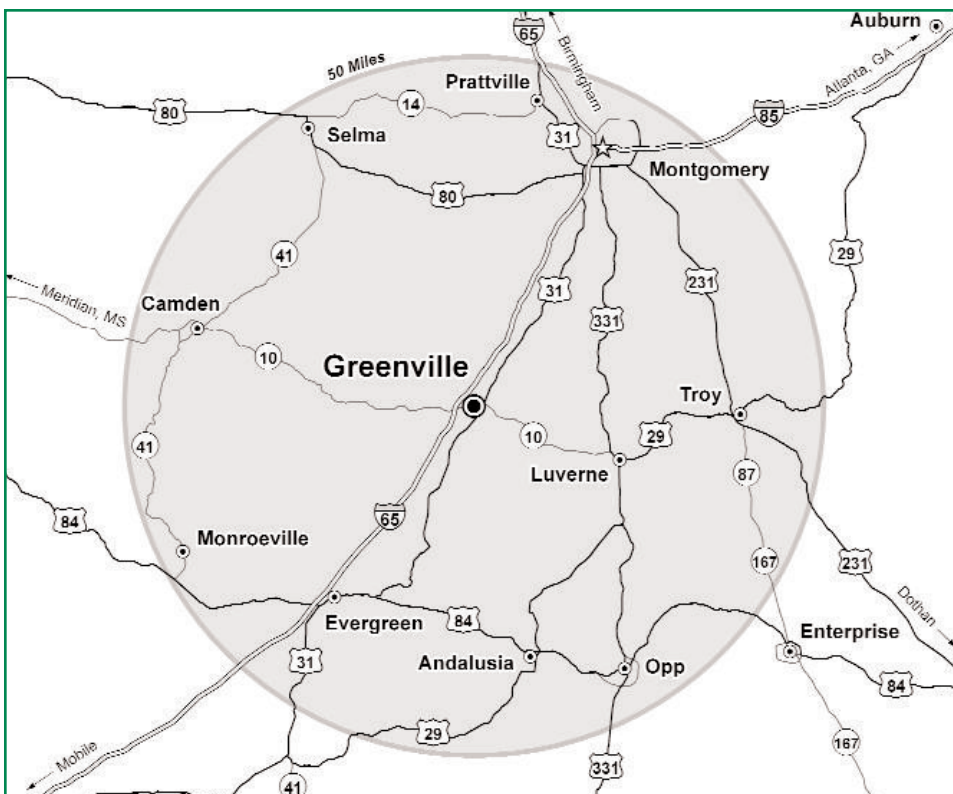 Auburn
65
Birmingham
50 Miles
Atlanta, GA
Prattville
14
80
85
Selma
31
Montgomery
80
41
29
231
31
Meridian, MS
Camden
331
10
Greenville
Troy
10
29
41
Luverne
87
65
84
Monroeville
167
231
Dothan
Evergreen
84
Enterprise
31
Andalusia
Opp
84
29
167
Mobile
331
41